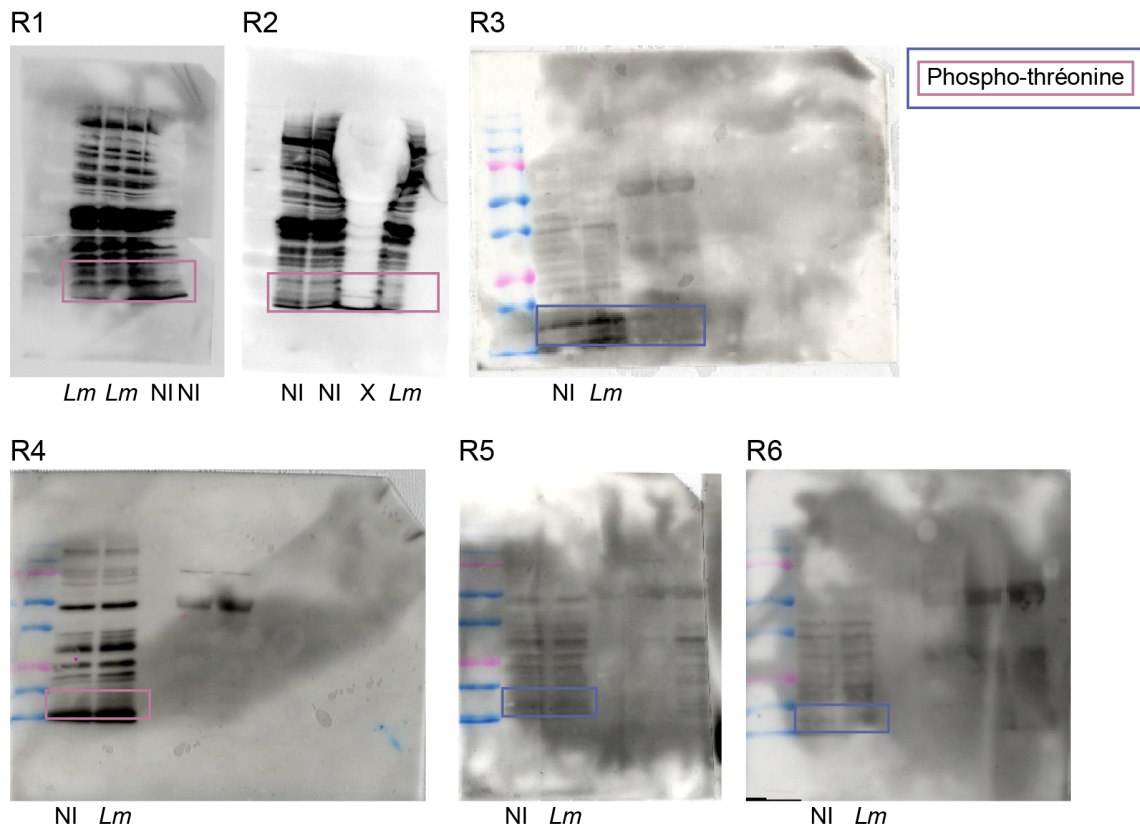 R1
R2
R3
Phospho-thréonine
Lm Lm NI NI
NI NI X Lm
NI Lm
R4
R5
R6
NI Lm
NI Lm
NI Lm